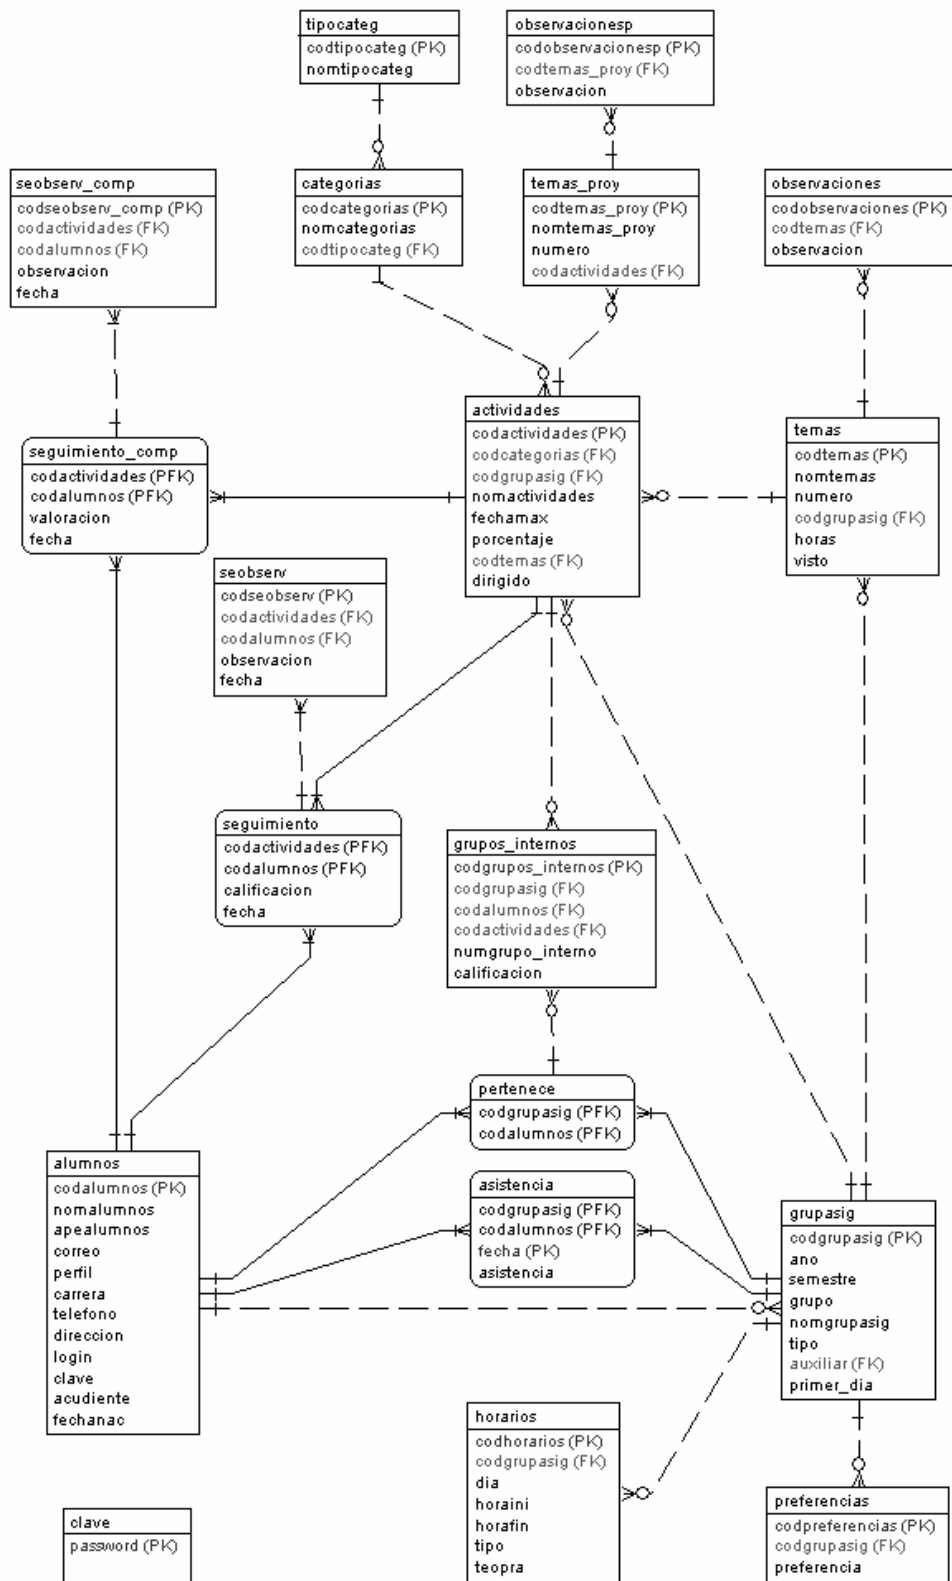 tipocateg
codtipocateg (PK)
nomtipocateg
observacionesp
codobservacionesp (PK)
codtemas_proy (FK)
observacion
seobserv_comp
codseobserv_comp (PK)
codactividades (FK)
codalumnos (FK)
observacion
fecha
categorias
codcategorias (PK)
nomcategorias
codtipocateg (FK)
temas_proy
codtemas_proy (PK)
nomtemas_proy
numero
codactividades (FK)
observaciones
codobservaciones (PK)
codtemas (FK)
observacion
actividades
codactividades (PK)
codcategorias (FK)
codgrupasig (FK)
nomactividades
fechamax
porcentaje
codtemas (FK)
dirigido
temas
codtemas (PK)
nomtemas
numero
codgrupasig (FK)
horas
visto
seguimiento_comp
codactividades (PFK)
codalumnos (PFK)
valoracion
fecha
seobserv
codseobserv (PK)
codactividades (FK)
codalumnos (FK)
observacion
fecha
seguimiento
codactividades (PFK)
codalumnos (PFK)
calificacion
fecha
grupos_internos
codgrupos_internos (PK)
codgrupasig (FK)
codalumnos (FK)
codactividades (FK)
numgrupo_interno
calificacion
pertenece
codgrupasig (PFK)
codalumnos (PFK)
alumnos
codalumnos (PK)
nomalumnos
apealumnos
correo
perfil
carrera
telefono
direccion
login
clave
acudiente
fechanac
asistencia
codgrupasig (PFK)
codalumnos (PFK)
fecha (PK)
asistencia
grupasig
codgrupasig (PK)
ano
semestre
grupo
nomgrupasig
tipo
auxiliar (FK)
primer_dia
horarios
codhorarios (PK)
codgrupasig (FK)
dia
horaini
horafin
tipo
teopra
preferencias
codpreferencias (PK)
codgrupasig (FK)
preferencia
clave
password (PK)